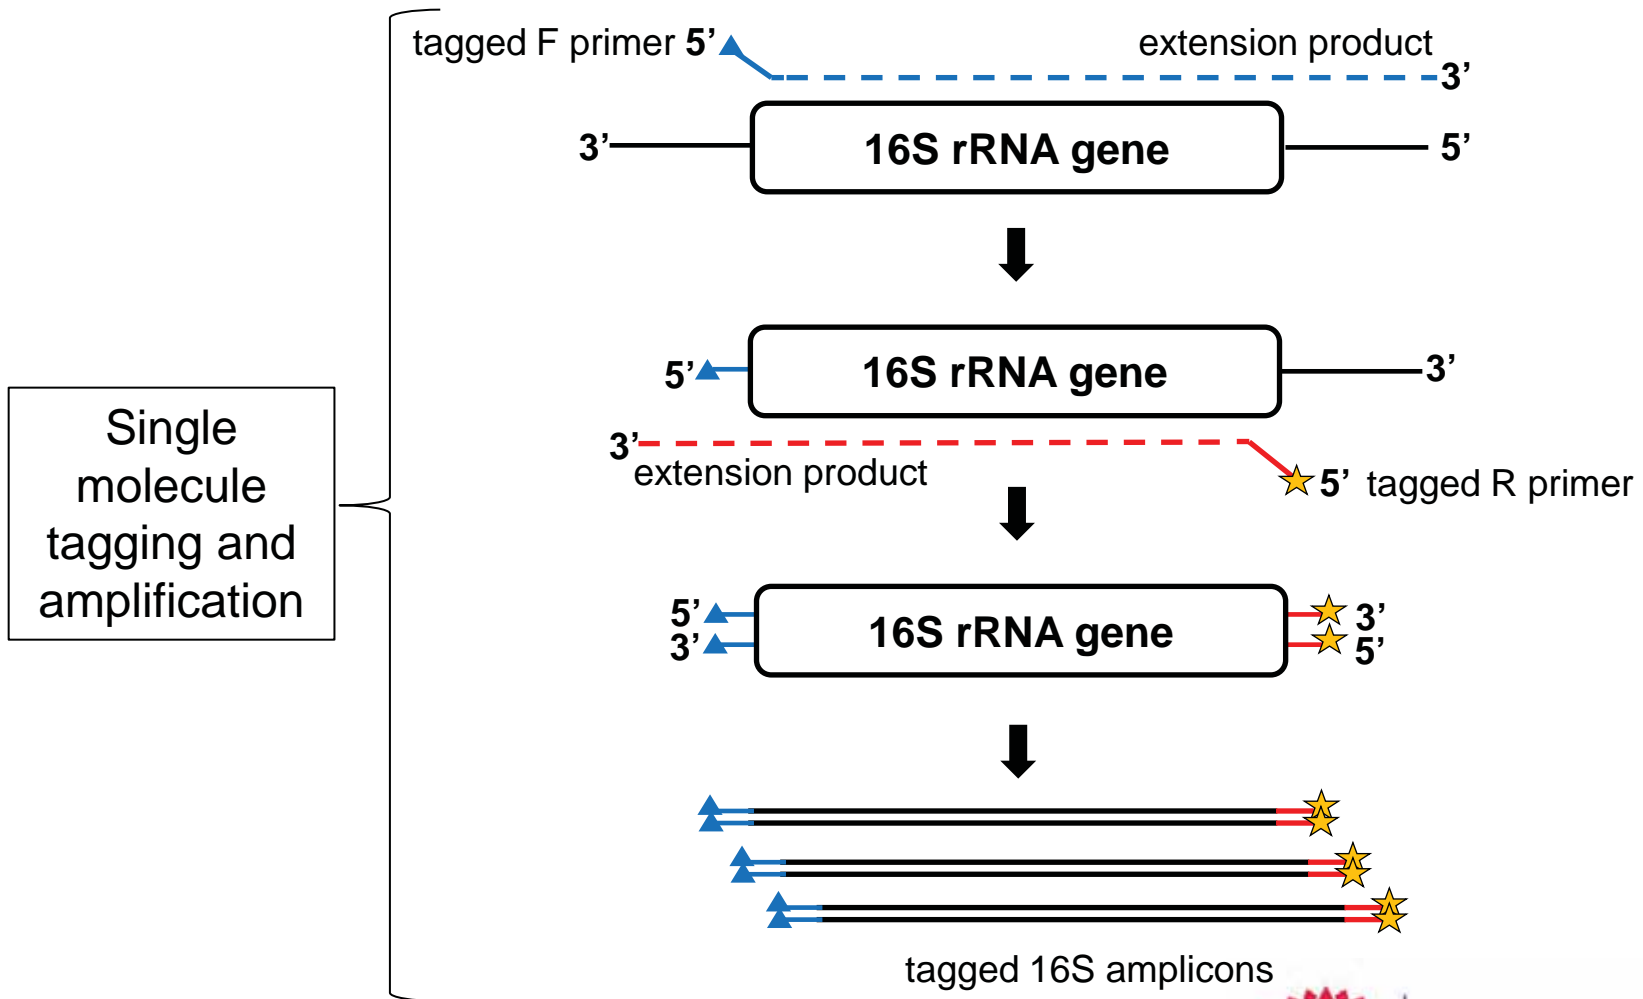 tagged F primer 5’
extension product
3’
3’
16S rRNA gene
5’
5’
16S rRNA gene
3’
3’
extension product
5’ tagged R primer
Single
molecule
tagging and
amplification
5’
3’
16S rRNA gene
3’
5’
tagged 16S amplicons